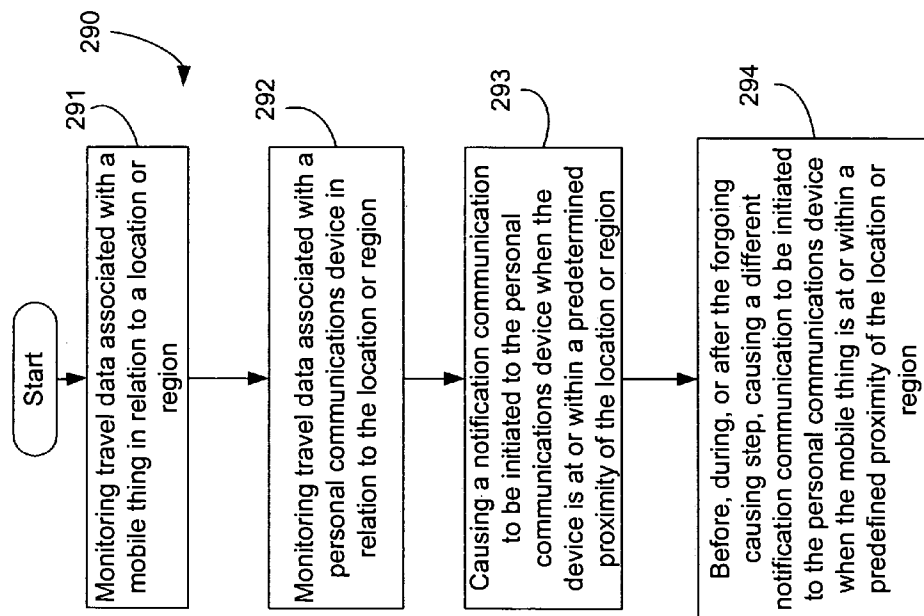 Start
290
291
Monitoring travel data associated with a
mobile thing in relation to a location or
region
292
Monitoring travel data associated with a
personal communications device in
relation to the location or region
293
Causing a notification communication
to be initiated to the personal
communications device when the
device is at or within a predetermined
proximity of the location or region
294
Before, during, or after the forgoing
causing step, causing a different
notification communication to be initiated
to the personal communications device
when the mobile thing is at or within a
predefined proximity of the location or
region